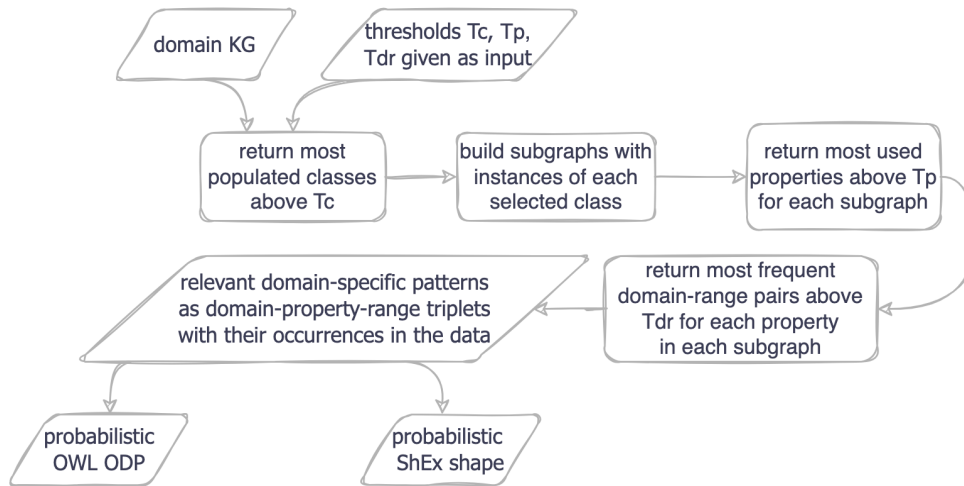 domain KG
thresholds Tc, Tp,
Tdr given as input
return most
populated classes
above Tc
build subgraphs with
instances of each
selected class
return most used
properties above Tp
for each subgraph
relevant domain-specific patterns
as domain-property-range triplets
with their occurrences in the data
return most frequent
domain-range pairs above
Tdr for each property
in each subgraph
probabilistic
OWL ODP
probabilistic
ShEx shape